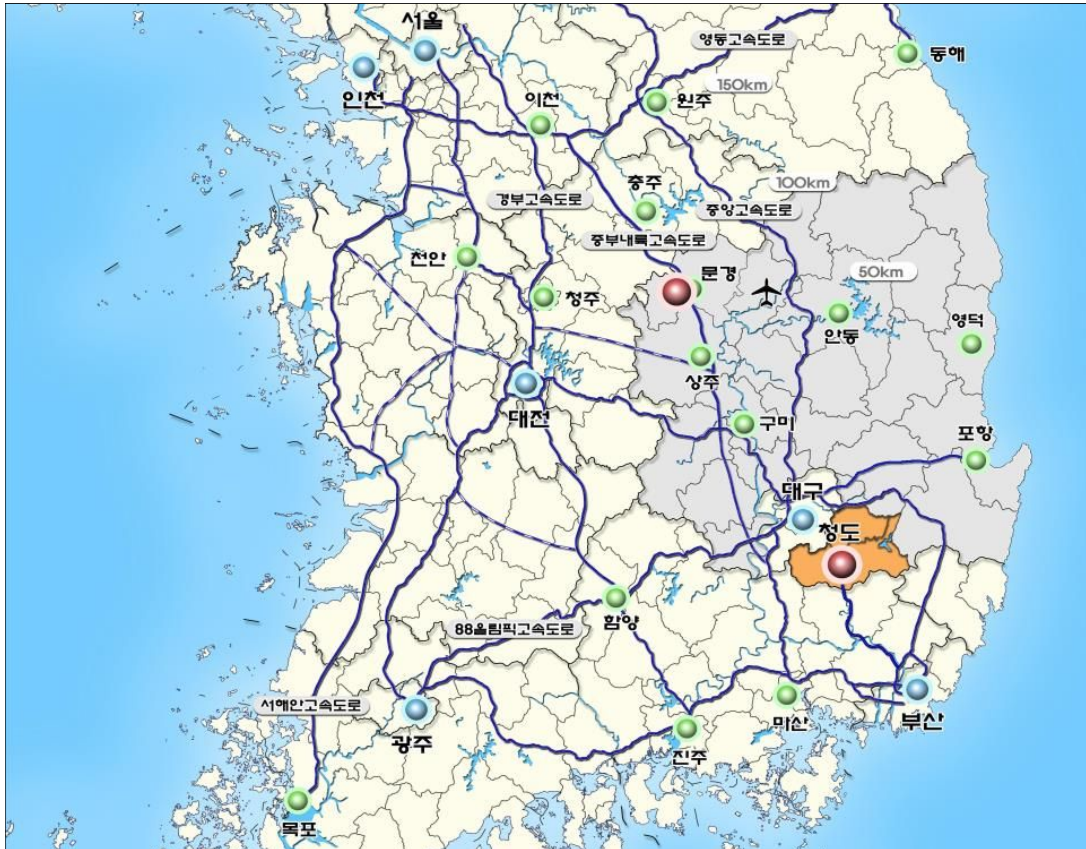 서울
영동고속도로
동해
인천
이천
원주
150km
충주
100km
경부고속도로
중앙고속도로
중부내륙고속도로
천안
청주
문경
50km
안동
영덕
상주
대전
구미
포항
대구
청도
함양
88올림픽고속도로
서해안고속도로
광주
진주
마산
부산
목포